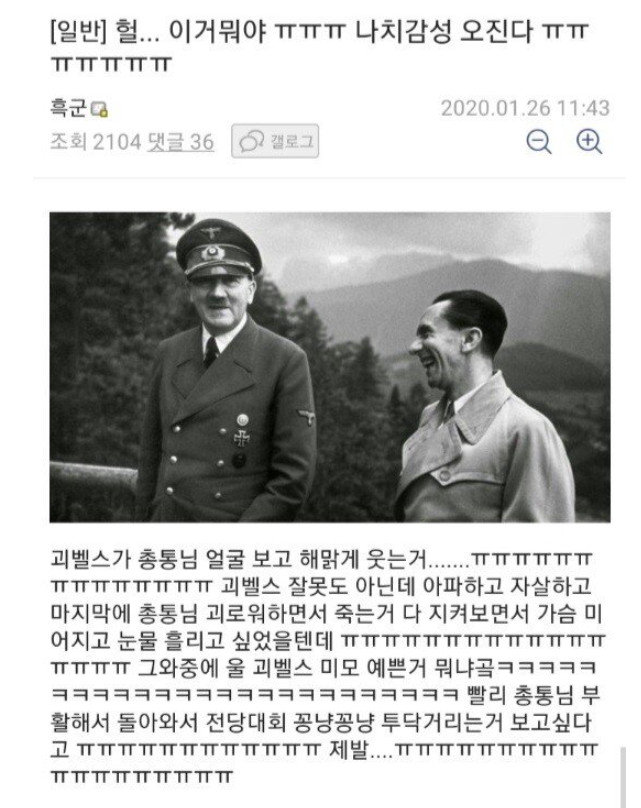 [일반] 헐... 이거뭐야 ㅠㅠㅠ 나치감성 오진다 ㅠㅠ
ㅠㅠㅠㅠㅠㅠ
흑군
2020.01.26 11:43
조회 2104 댓글 36 갤로그
괴벨스가 총통님 얼굴 보고 해맑게 웃는거.......ㅠㅠㅠㅠㅠㅠ
ㅠㅠㅠㅠㅠㅠㅠㅠㅠㅠ 괴벨스 잘못도 아닌데 아파하고 자살하고
마지막에 총통님 괴로워하면서 죽는거 다 지켜보면서 가슴 미
어지고 눈물 흘리고 싶었을텐데 ㅠㅠㅠㅠㅠㅠㅠㅠㅠㅠㅠㅠㅠ
ㅠㅠㅠㅠ 그와중에 울 괴벨스 미모 예쁜거 뭐냐곸ㅋㅋㅋㅋㅋ
ㅋㅋㅋㅋㅋㅋㅋㅋㅋㅋㅋㅋㅋㅋㅋㅋㅋㅋㅋㅋ 빨리 총통님 부
활해서 돌아와서 전당대회 꽁냥꽁냥 투닥거리는거 보고싶다
고 ㅠㅠㅠㅠㅠㅠㅠㅠㅠㅠㅠㅠ 제발....ㅠㅠㅠㅠㅠㅠㅠㅠㅠㅠ
ㅠㅠㅠㅠㅠㅠㅠㅠㅠ